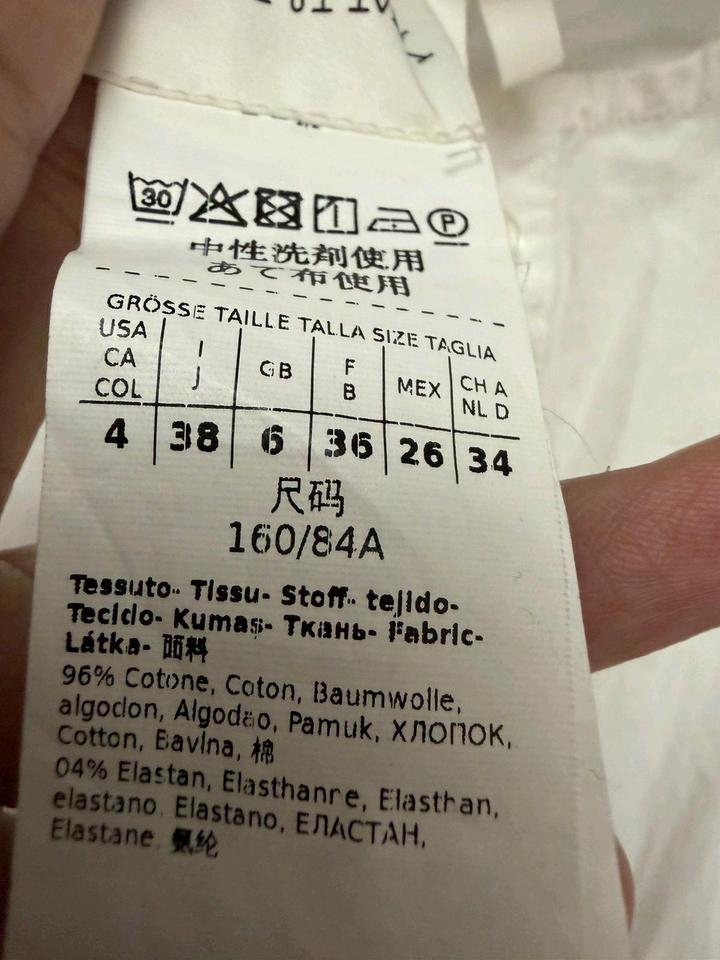 30 P
中性洗剤使用
あて布使用
GRÖSSE TAILLE TALLA SIZE TAGLIA
USA CA COL | I J | GB | F B | MEX | CH A NL D
4 | 38 | 6 | 36 | 26 | 34
尺码
160/84A
Tessuto- Tissu- Stoff- tejido-
Tecido- Kumaş- Ткань- Fabric-
Látka- 面料
96% Cotone, Coton, Baumwolle,
algodon, Algodão, Pamuk, ХЛОПОК,
Cotton, Bavlna, 棉
04% Elastan, Elasthanne, Elasthan,
elastano, Elastano, ЕЛАСТАН,
Elastane, 氨纶